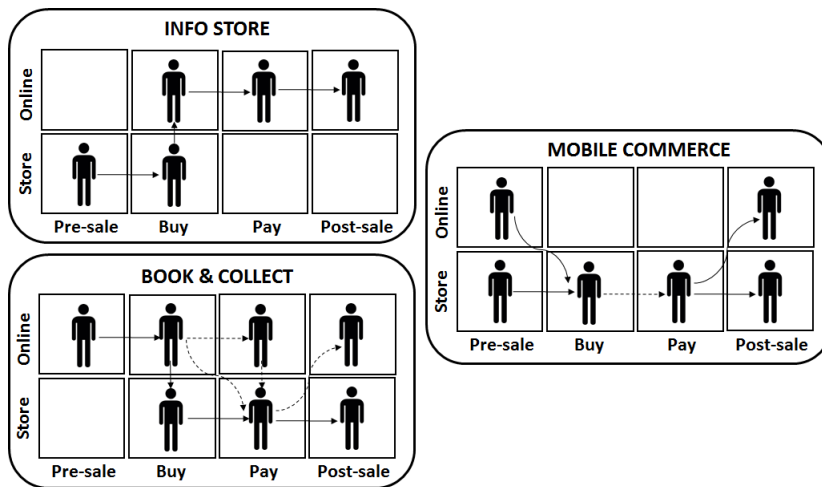 INFO STORE
Online
Store
Pre-sale Buy Pay Post-sale
BOOK & COLLECT
Online
Store
Pre-sale Buy Pay Post-sale
MOBILE COMMERCE
Online
Store
Pre-sale Buy Pay Post-sale